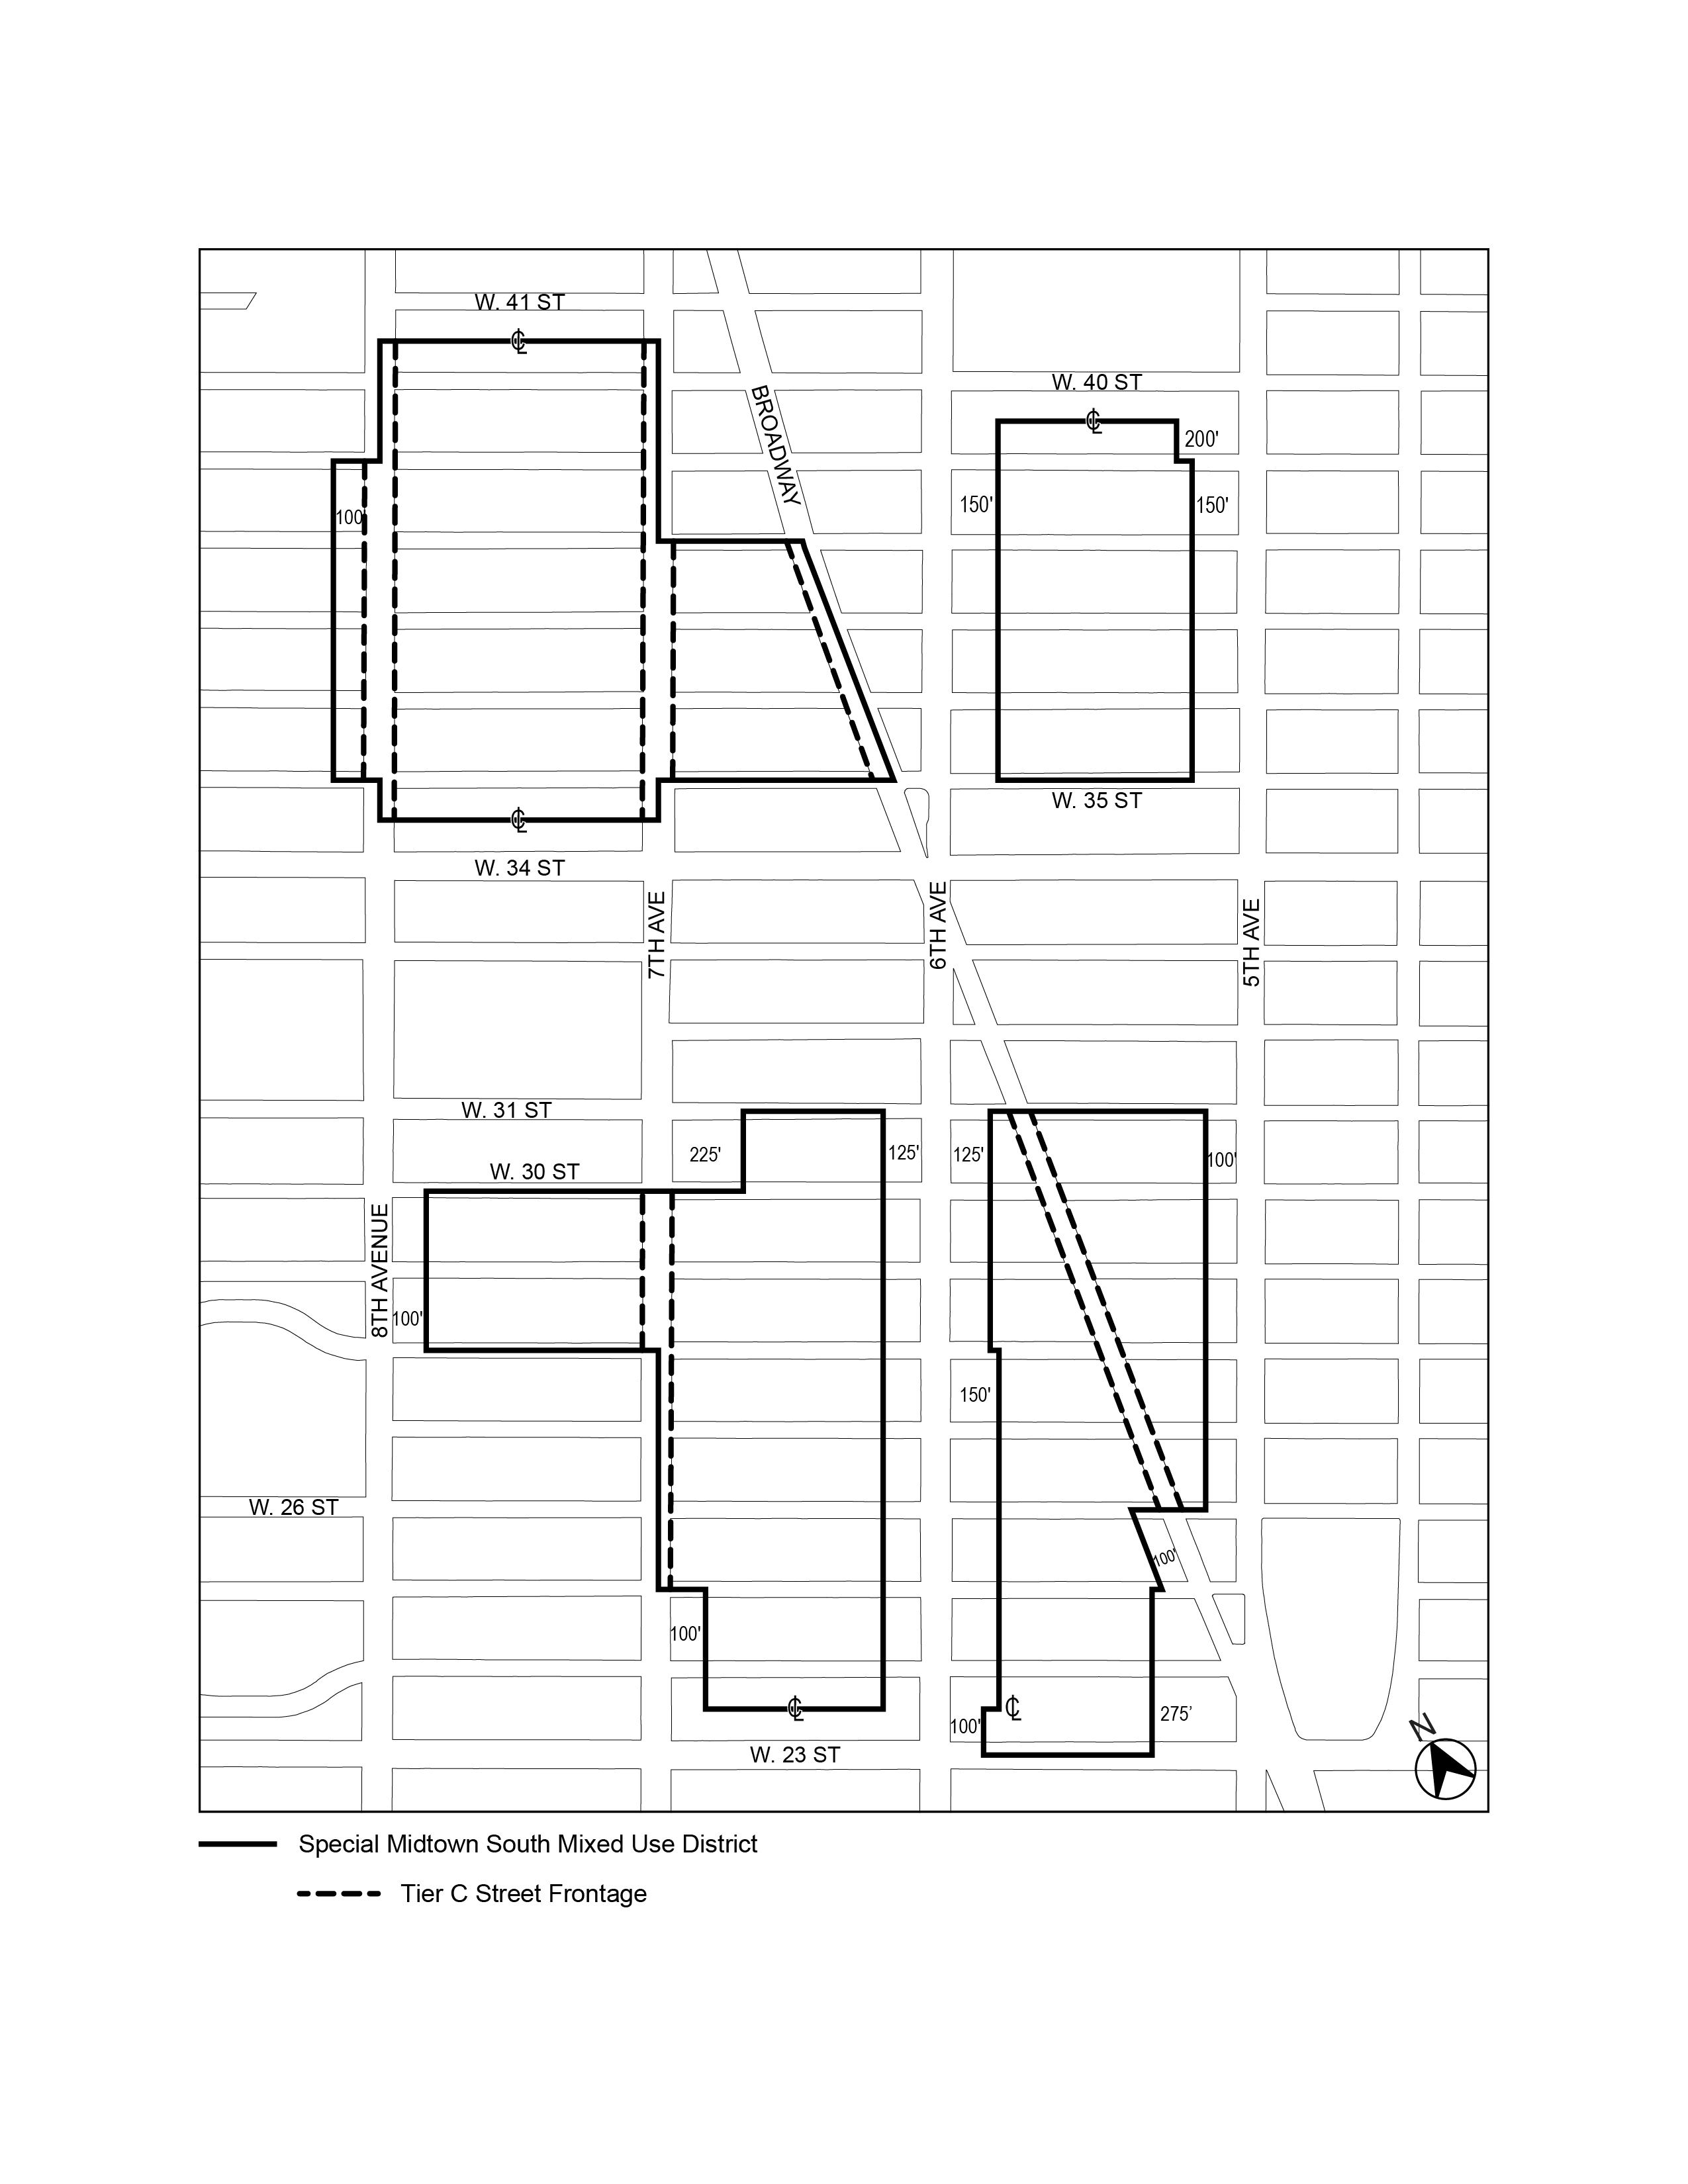 W. 41 ST
℄
W. 40 ST
℄
BROADWAY
200'
150'
150'
100'
W. 35 ST
℄
W. 34 ST
7TH AVE
6TH AVE
5TH AVE
W. 31 ST
225'
125'
125'
100'
W. 30 ST
8TH AVENUE
100'
150'
W. 26 ST
100'
100'
℄
℄
275'
100'
W. 23 ST
N
Special Midtown South Mixed Use District
Tier C Street Frontage